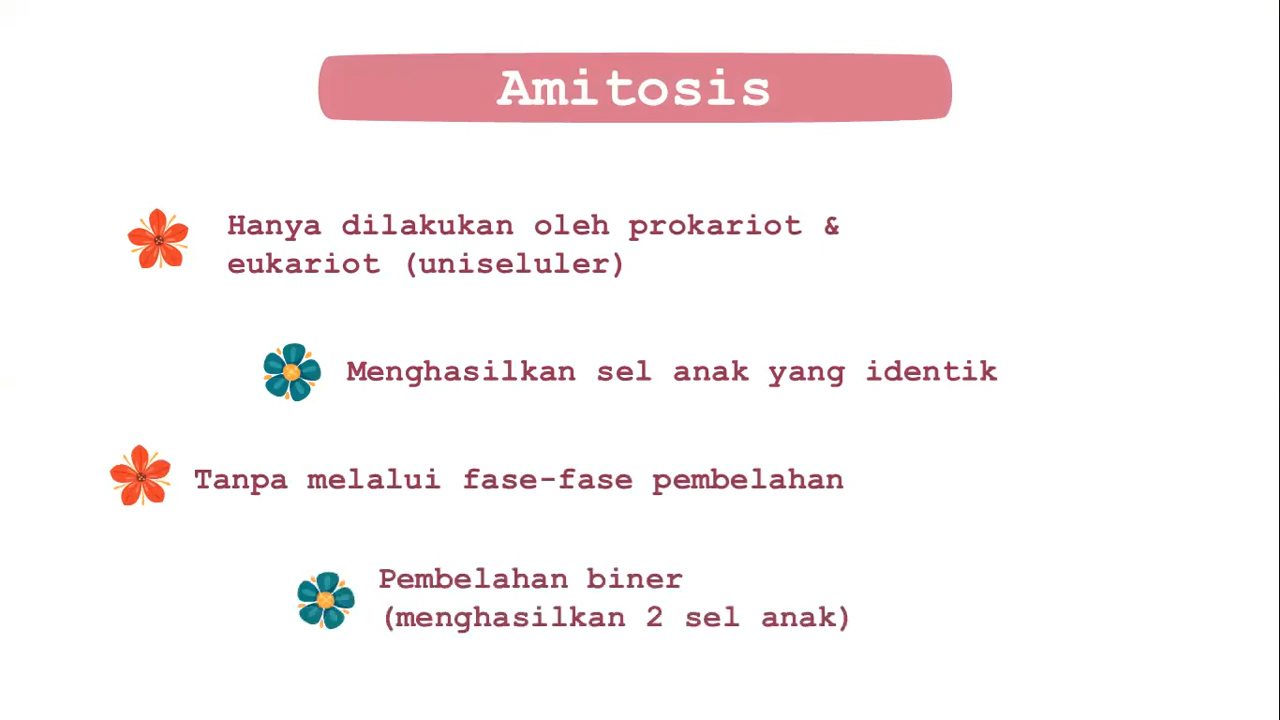 Amitosis
Hanya dilakukan oleh prokariot &
eukariot (uniseluler)
Menghasilkan sel anak yang identik
Tanpa melalui fase-fase pembelahan
Pembelahan biner
(menghasilkan 2 sel anak)